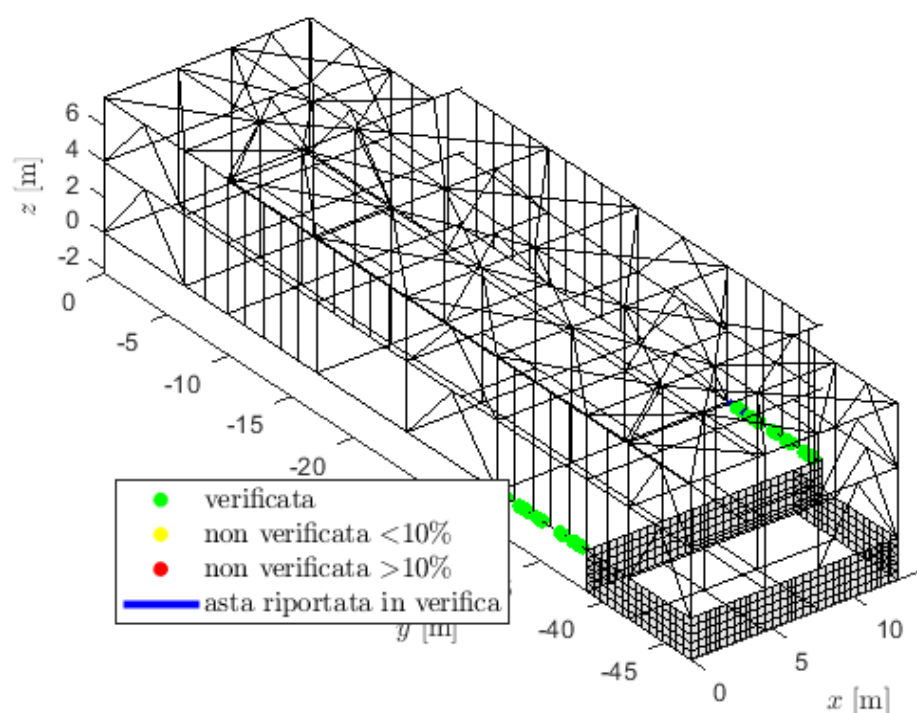 6
4
2
0
-2
z [m]
0
-5
-10
-15
-20
verificata
non verificata <10%
non verificata >10%
asta riportata in verifica
y [m]
-40
-45
0
5
10
x [m]